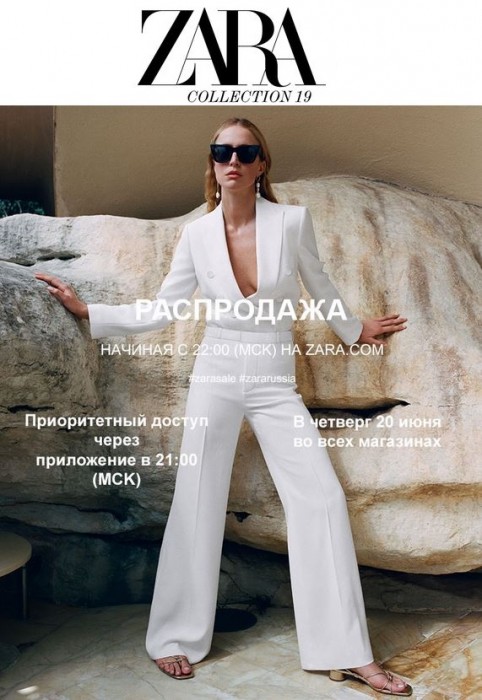 ZARA
COLLECTION 19
РАСПРОДАЖА
НАЧИНАЯ С 22:00 (МСК) НА ZARA.COM
#zarasale #zararussia
Приоритетный доступ
через
приложение в 21:00
(МСК)
В четверг 20 июня
во всех магазинах